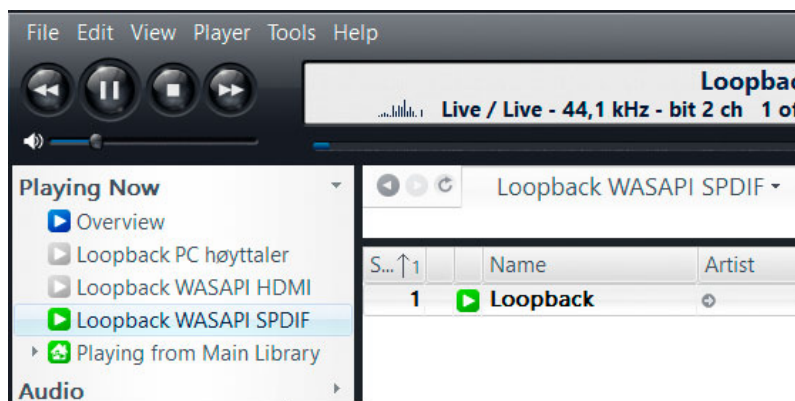 File Edit View Player Tools Help
Loopbac
Live / Live - 44,1 kHz - bit 2 ch 1 of
Playing Now
Loopback WASAPI SPDIF
Overview
Loopback PC høyttaler
Loopback WASAPI HDMI
Loopback WASAPI SPDIF
Playing from Main Library
Audio
S... 1 Name Artist
1 Loopback